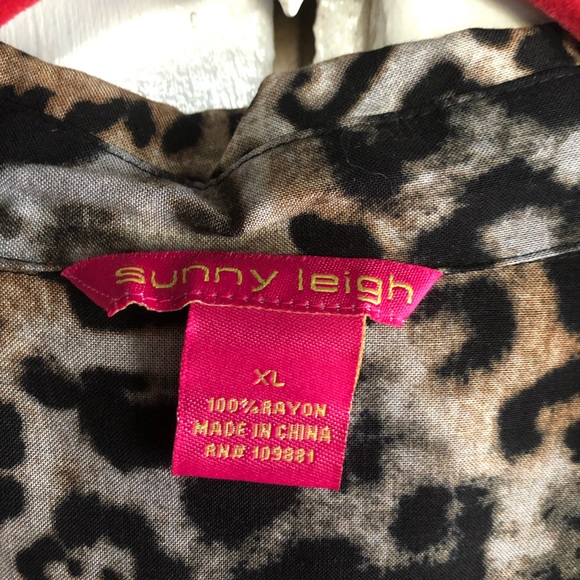 sunny leigh
XL
100% RAYON
MADE IN CHINA
RN# 109881